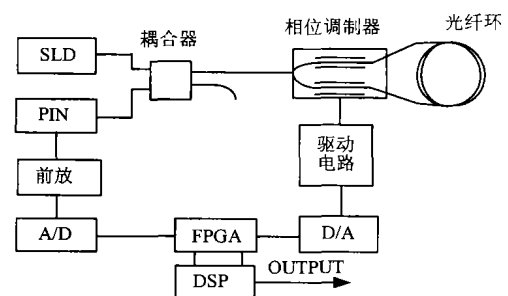 耦合器
相位调制器
光纤环
SLD
PIN
驱动
电路
前放
A/D
FPGA
D/A
DSP
OUTPUT